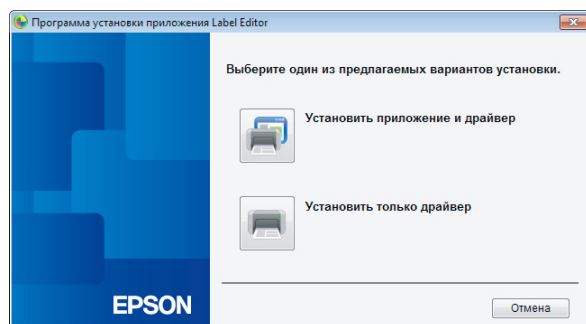 Программа установки приложения Label Editor
Выберите один из предлагаемых вариантов установки.
Установить приложение и драйвер
Установить только драйвер
EPSON
Отмена